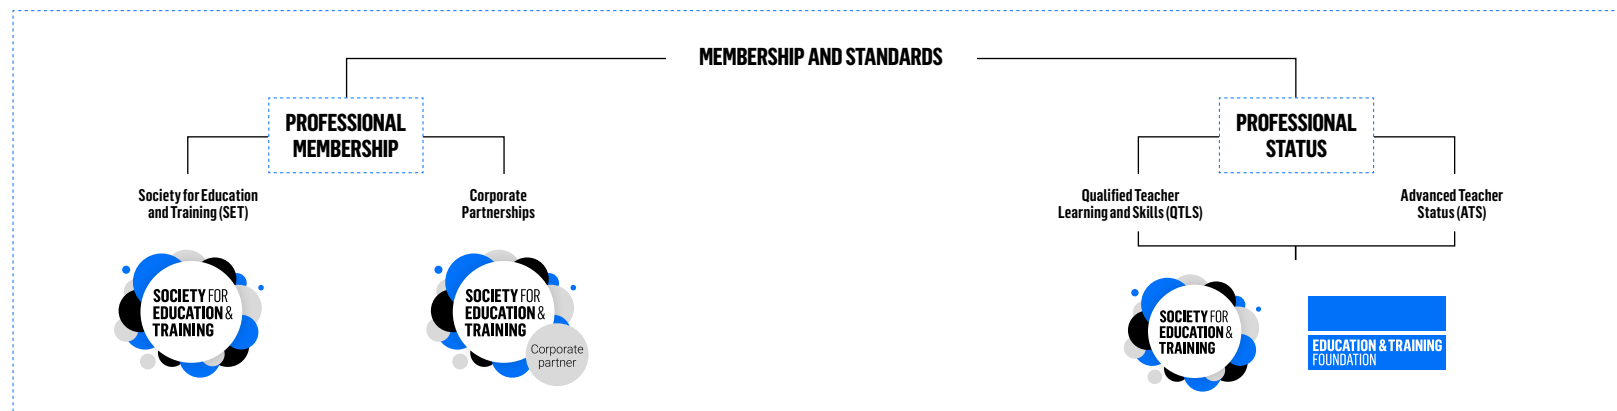 MEMBERSHIP AND STANDARDS
PROFESSIONAL
MEMBERSHIP
PROFESSIONAL
STATUS
Society for Education
and Training (SET)
Corporate
Partnerships
Qualified Teacher
Learning and Skills (QTLS)
Advanced Teacher
Status (ATS)
SOCIETY FOR
EDUCATION &
TRAINING
SOCIETY FOR
EDUCATION &
TRAINING
Corporate
partner
SOCIETY FOR
EDUCATION &
TRAINING
EDUCATION & TRAINING
FOUNDATION